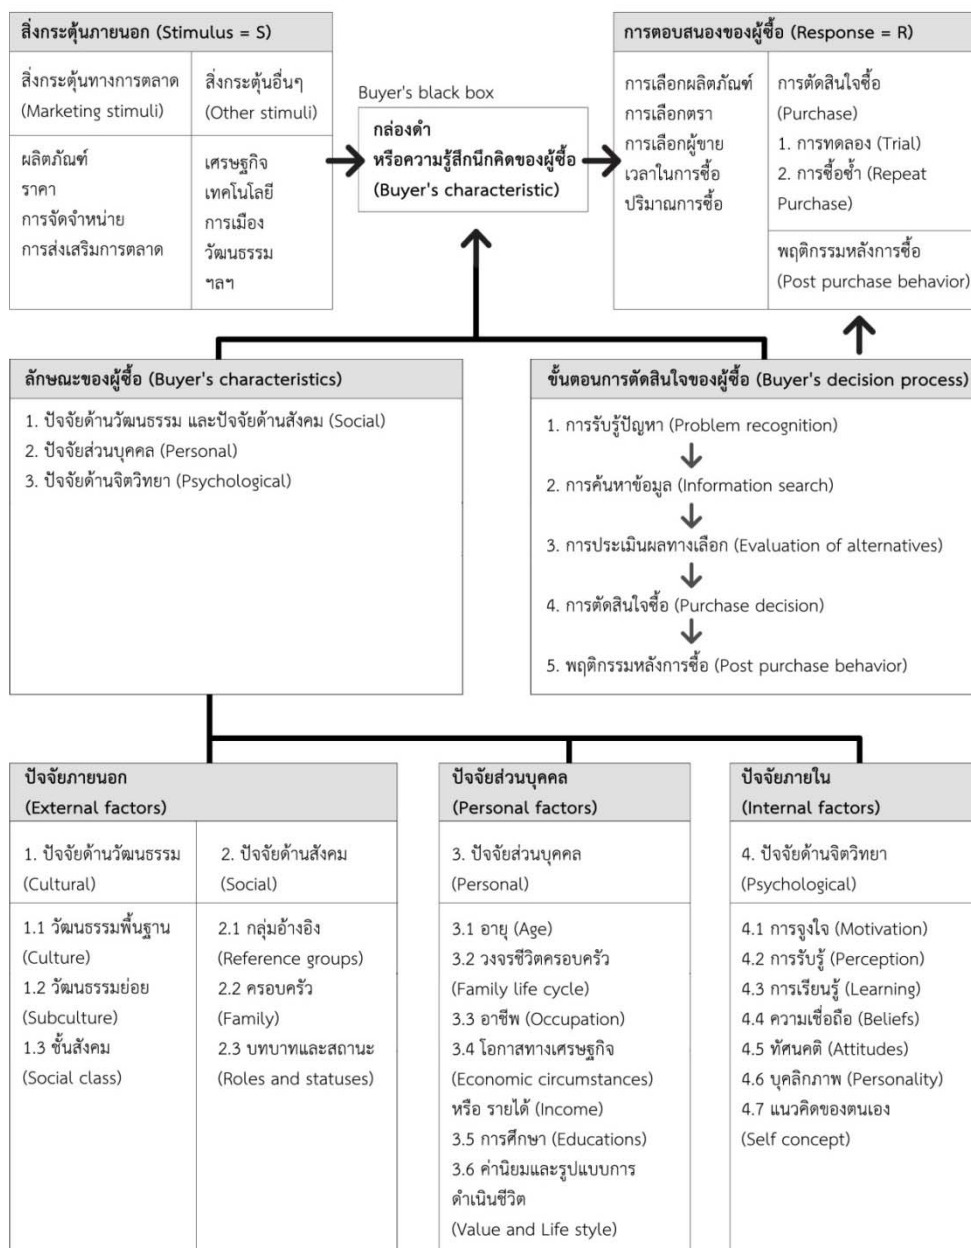 สิ่งกระตุ้นภายนอก (Stimulus = S)
สิ่งกระตุ้นทางการตลาด
(Marketing stimuli)
สิ่งกระตุ้นอื่นๆ
(Other stimuli)
ผลิตภัณฑ์
ราคา
การจัดจำหน่าย
การส่งเสริมการตลาด
เศรษฐกิจ
เทคโนโลยี
การเมือง
วัฒนธรรม
ฯลฯ
Buyer's black box
กล่องดำ
หรือความรู้สึกนึกคิดของผู้ซื้อ
(Buyer's characteristic)
การตอบสนองของผู้ซื้อ (Response = R)
การเลือกผลิตภัณฑ์
การเลือกตรา
การเลือกผู้ขาย
เวลาในการซื้อ
ปริมาณการซื้อ
การตัดสินใจซื้อ
(Purchase)
1. การทดลอง (Trial)
2. การซื้อซ้ำ (Repeat
Purchase)
พฤติกรรมหลังการซื้อ
(Post purchase behavior)
ลักษณะของผู้ซื้อ (Buyer's characteristics)
1. ปัจจัยด้านวัฒนธรรม และปัจจัยด้านสังคม (Social)
2. ปัจจัยส่วนบุคคล (Personal)
3. ปัจจัยด้านจิตวิทยา (Psychological)
ขั้นตอนการตัดสินใจของผู้ซื้อ (Buyer's decision process)
1. การรับรู้ปัญหา (Problem recognition)
2. การค้นหาข้อมูล (Information search)
3. การประเมินผลทางเลือก (Evaluation of alternatives)
4. การตัดสินใจซื้อ (Purchase decision)
5. พฤติกรรมหลังการซื้อ (Post purchase behavior)
ปัจจัยภายนอก
(External factors)
1. ปัจจัยด้านวัฒนธรรม
(Cultural)
2. ปัจจัยด้านสังคม
(Social)
1.1 วัฒนธรรมพื้นฐาน
(Culture)
1.2 วัฒนธรรมย่อย
(Subculture)
1.3 ชั้นสังคม
(Social class)
2.1 กลุ่มอ้างอิง
(Reference groups)
2.2 ครอบครัว
(Family)
2.3 บทบาทและสถานะ
(Roles and statuses)
ปัจจัยส่วนบุคคล
(Personal factors)
3. ปัจจัยส่วนบุคคล
(Personal)
3.1 อายุ (Age)
3.2 วงจรชีวิตครอบครัว
(Family life cycle)
3.3 อาชีพ (Occupation)
3.4 โอกาสทางเศรษฐกิจ
(Economic circumstances)
หรือ รายได้ (Income)
3.5 การศึกษา (Educations)
3.6 ค่านิยมและรูปแบบการ
ดำเนินชีวิต
(Value and Life style)
ปัจจัยภายใน
(Internal factors)
4. ปัจจัยด้านจิตวิทยา
(Psychological)
4.1 การจูงใจ (Motivation)
4.2 การรับรู้ (Perception)
4.3 การเรียนรู้ (Learning)
4.4 ความเชื่อถือ (Beliefs)
4.5 ทัศนคติ (Attitudes)
4.6 บุคลิกภาพ (Personality)
4.7 แนวคิดของตนเอง
(Self concept)